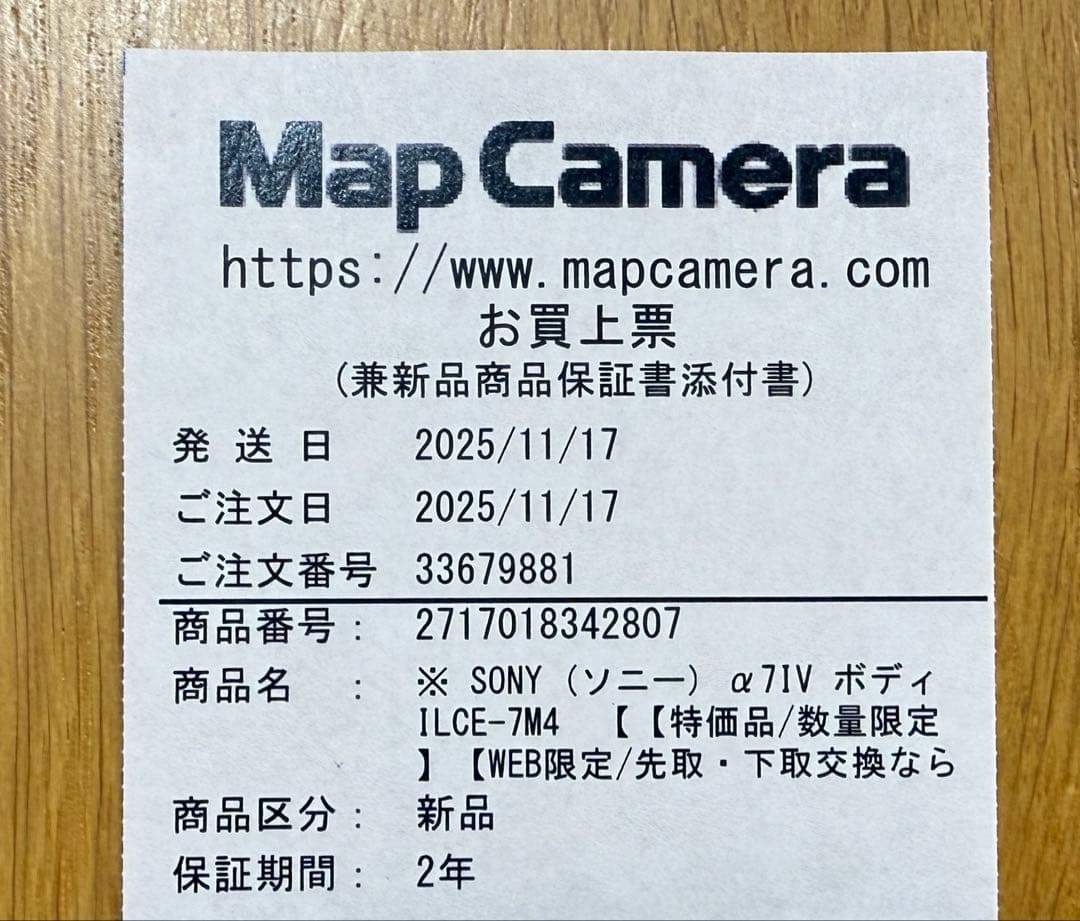 Map Camera
https://www.mapcamera.com
お買上票
(兼新品商品保証書添付書)
発送日 2025/11/17
ご注文日 2025/11/17
ご注文番号 33679881
商品番号： 2717018342807
商品名 ： ※ SONY (ソニー) α7IV ボディ
ILCE-7M4 【【特価品/数量限定
】【WEB限定/先取・下取交換なら
商品区分： 新品
保証期間： 2年